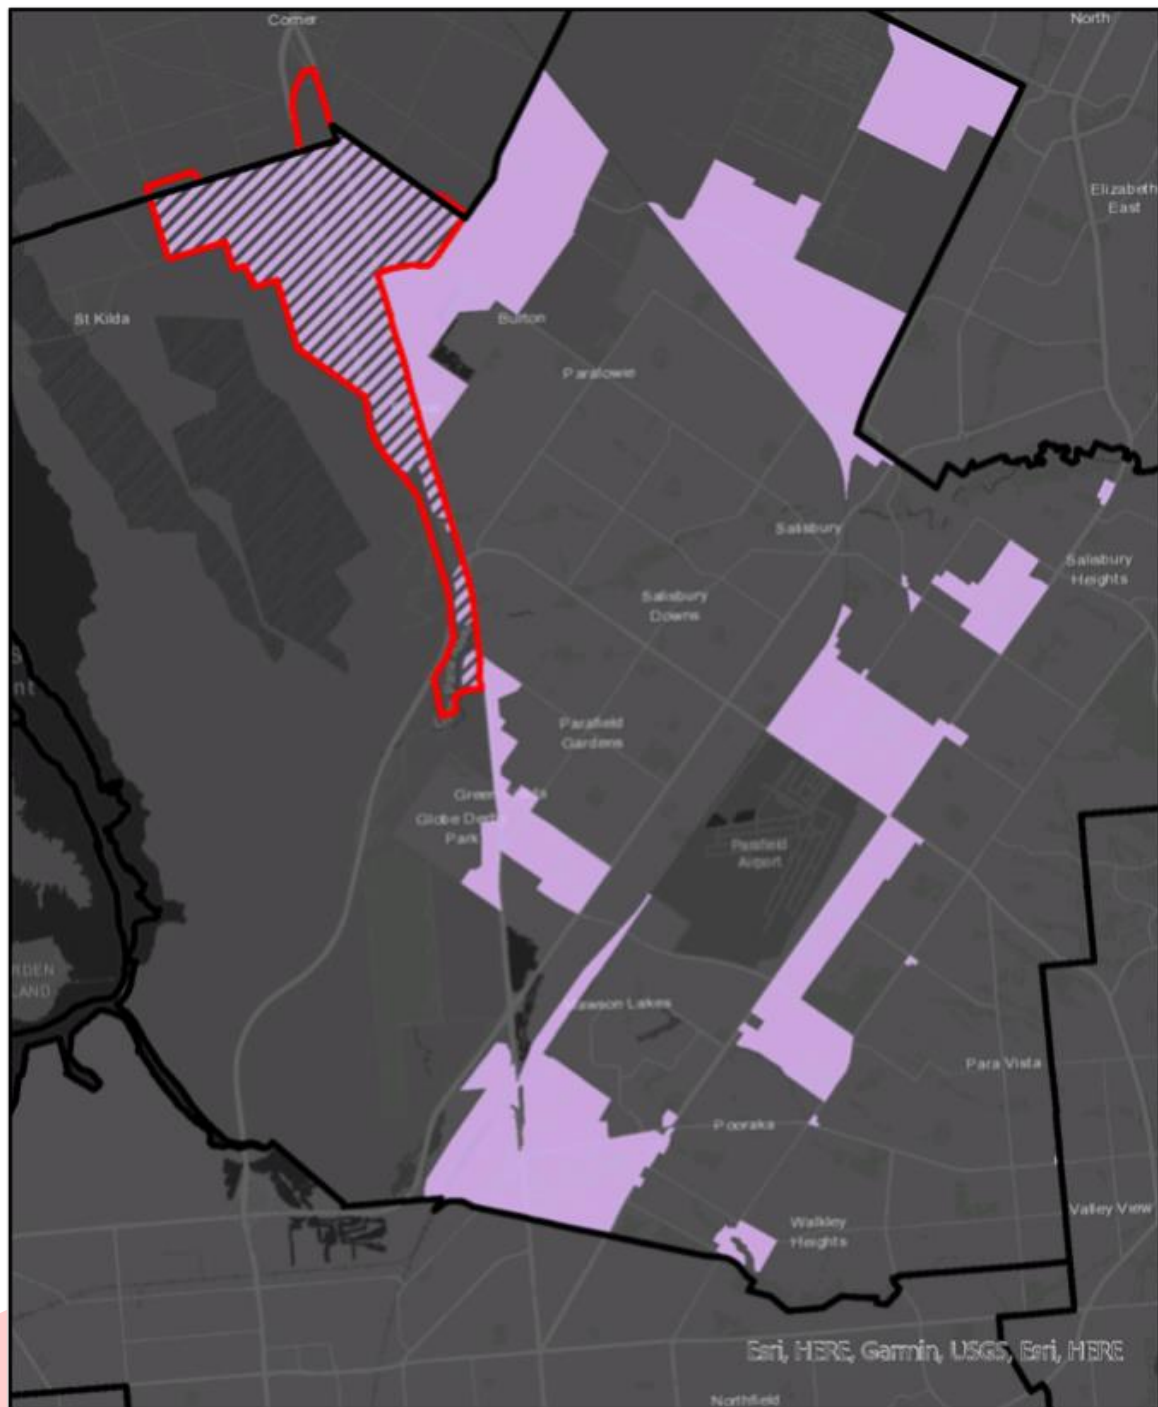 Corner
North
Elizabeth
East
St Kilda
Burton
Paralowie
Salisbury
Salisbury
Heights
Salisbury
Downs
Parafield
Gardens
Globe Derby
Park
Parafield
Airport
Mawson Lakes
Para Vista
Pooraka
Valley View
Walkley
Heights
Esri, HERE, Garmin, USGS, Esri, HERE
Northfield